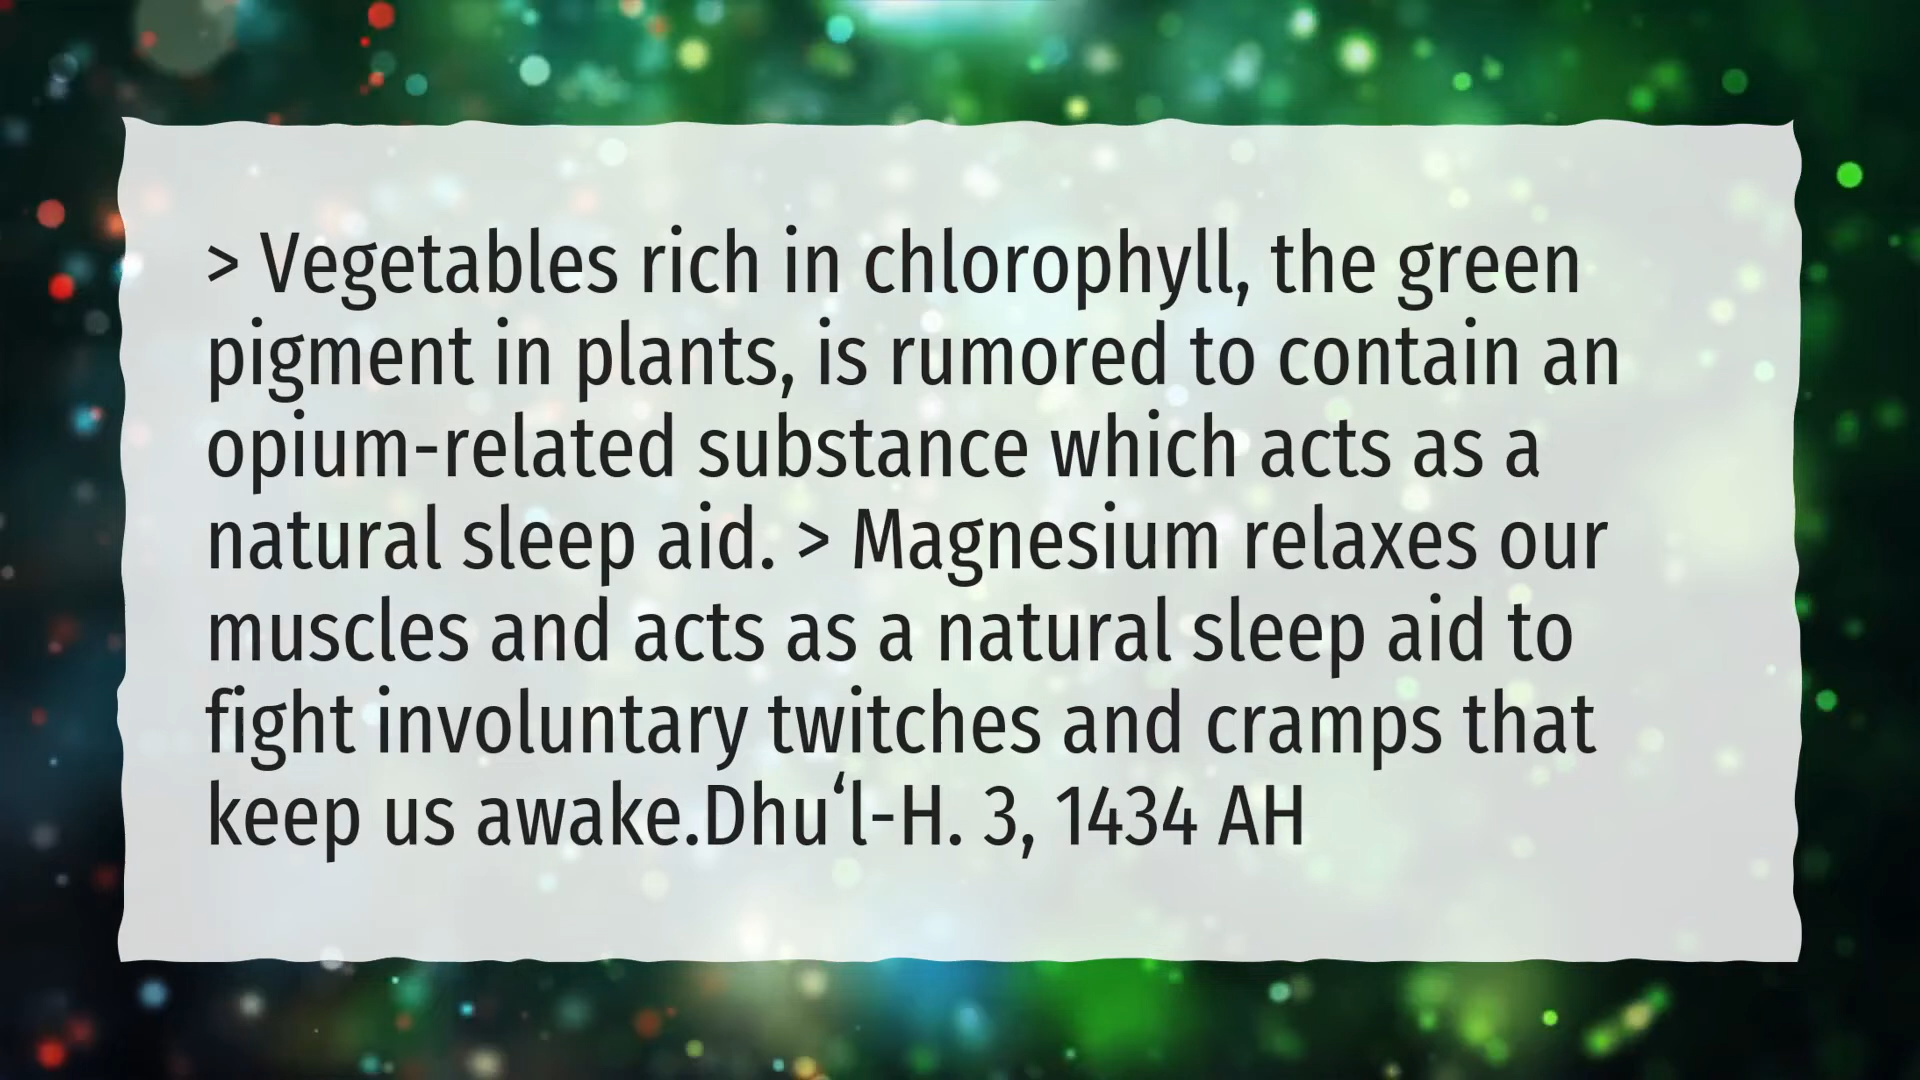 > Vegetables rich in chlorophyll, the green
pigment in plants, is rumored to contain an
opium-related substance which acts as a
natural sleep aid. > Magnesium relaxes our
muscles and acts as a natural sleep aid to
fight involuntary twitches and cramps that
keep us awake.Dhuʻl-H. 3, 1434 AH